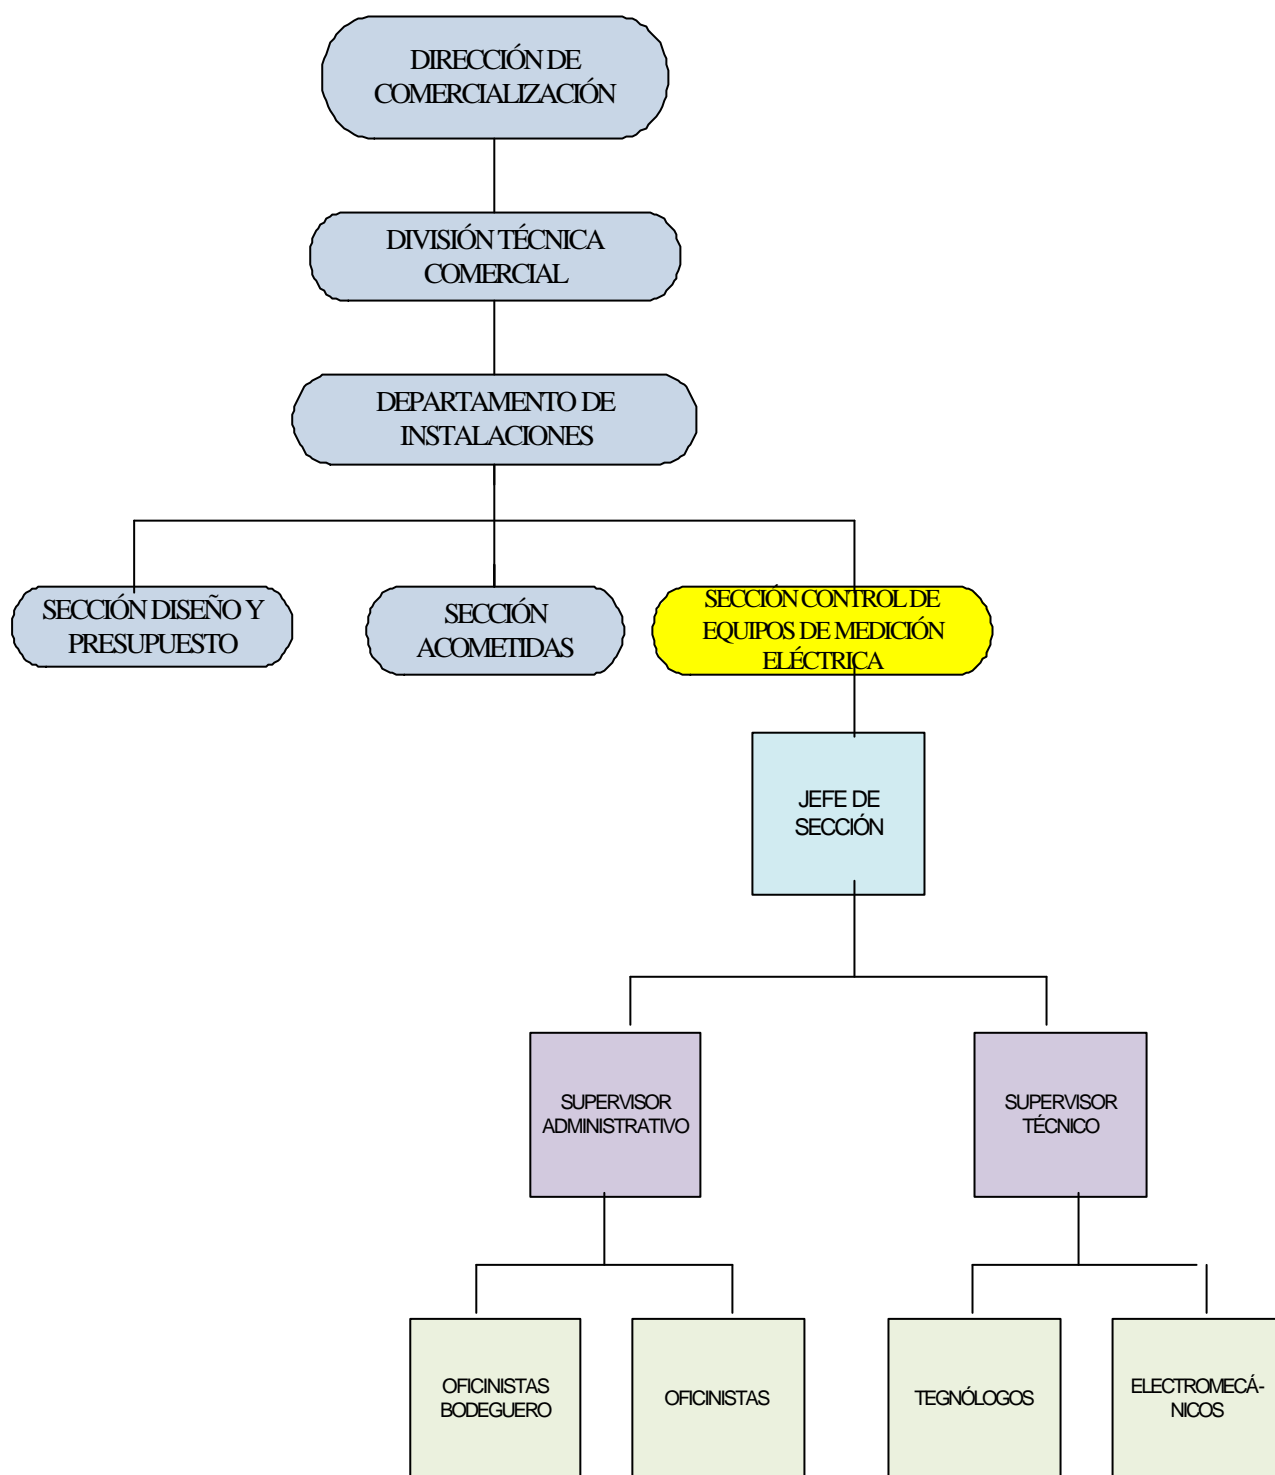 DIRECCIÓN DE
COMERCIALIZACIÓN
DIVISIÓN TÉCNICA
COMERCIAL
DEPARTAMENTO DE
INSTALACIONES
SECCIÓN DISEÑO Y
PRESUPUESTO
SECCIÓN
ACOMETIDAS
SECCIÓN CONTROL DE
EQUIPOS DE MEDICIÓN
ELÉCTRICA
JEFE DE
SECCIÓN
SUPERVISOR
ADMINISTRATIVO
SUPERVISOR
TÉCNICO
OFICINISTAS
BODEGUERO
OFICINISTAS
TEGNÓLOGOS
ELECTROMECÁ-
NICOS